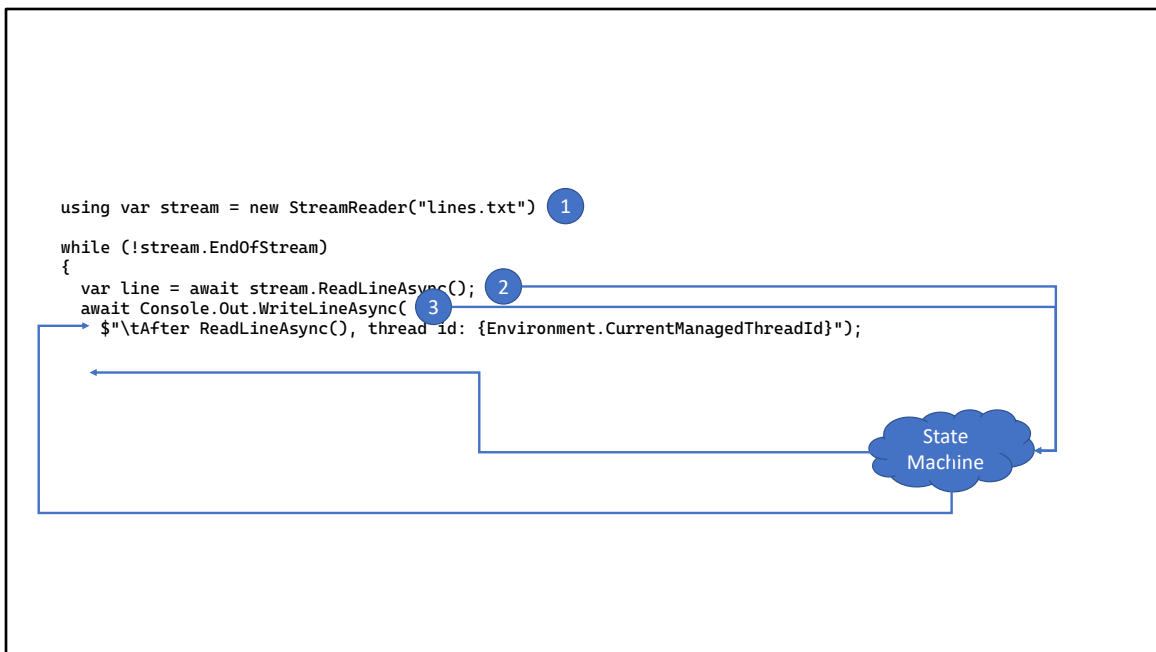 using var stream = new StreamReader("lines.txt") 1
while (!stream.EndOfStream)
{
var line = await stream.ReadLineAsync(); 2
await Console.Out.WriteLineAsync( 3
$"\tAfter ReadLineAsync(), thread id: {Environment.CurrentManagedThreadId}");
State
Machine